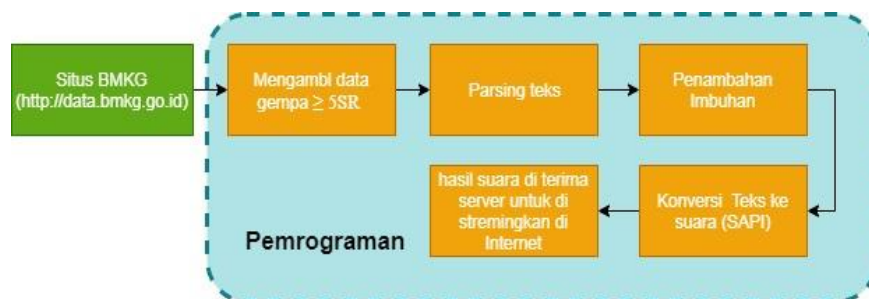 Situs BMKG
(http://data.bmkg.go.id)
Mengambl data
gempa ≥ 5SR
Parsing teks
Penambahan
Imbuhan
Konversi Teks ke
suara (SAPI)
hasil suara di terima
server untuk di
stremingkan di
Internet
Pemrograman